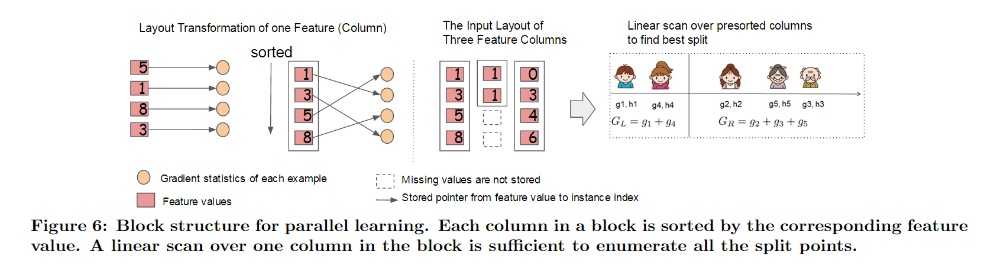 Layout Transformation of one Feature (Column)
The Input Layout of
Three Feature Columns
Linear scan over presorted columns
to find best split
sorted
5
1
8
3
1
3
5
8
1
3
5
8
1
1
0
3
4
6
g1, h1
g4, h4
g2, h2
g5, h5
g3, h3
G_L = g_1 + g_4
G_R = g_2 + g_3 + g_5
Gradient statistics of each example
Feature values
Missing values are not stored
Stored pointer from feature value to instance index
Figure 6: Block structure for parallel learning. Each column in a block is sorted by the corresponding feature
value. A linear scan over one column in the block is sufficient to enumerate all the split points.